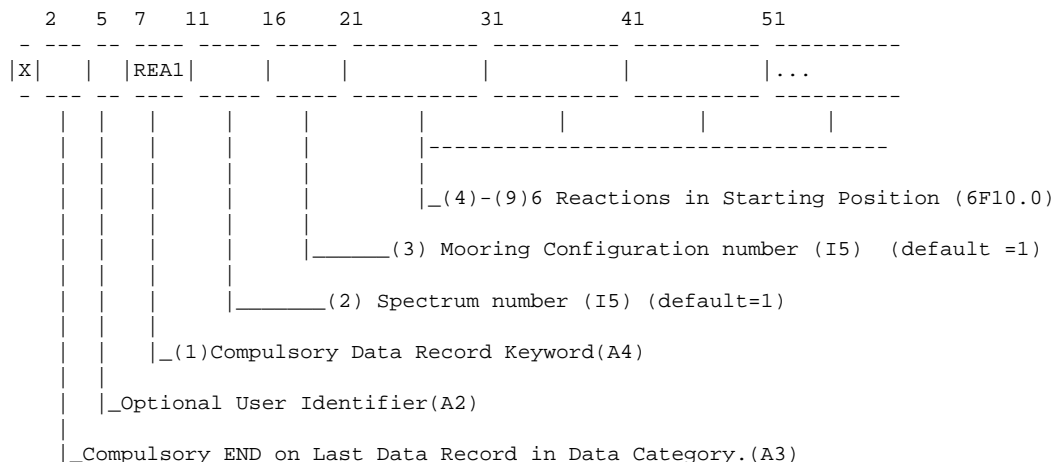 2 5 7 11 16 21 31 41 51
- --- -- ---- ----- ----- ---------- ---------- ---------- ----------
|X| | |REA1| | | | | |...
- --- -- ---- ----- ----- ---------- ---------- ---------- ----------
| | | | | | | | |
| | | | | |------------------------------------
| | | | | |
| | | | | |_(4)-(9)6 Reactions in Starting Position (6F10.0)
| | | | |
| | | | |______(3) Mooring Configuration number (I5) (default =1)
| | | |
| | | |_______(2) Spectrum number (I5) (default=1)
| | |
| | |_(1)Compulsory Data Record Keyword(A4)
| |
| |_Optional User Identifier(A2)
|
|_Compulsory END on Last Data Record in Data Category.(A3)